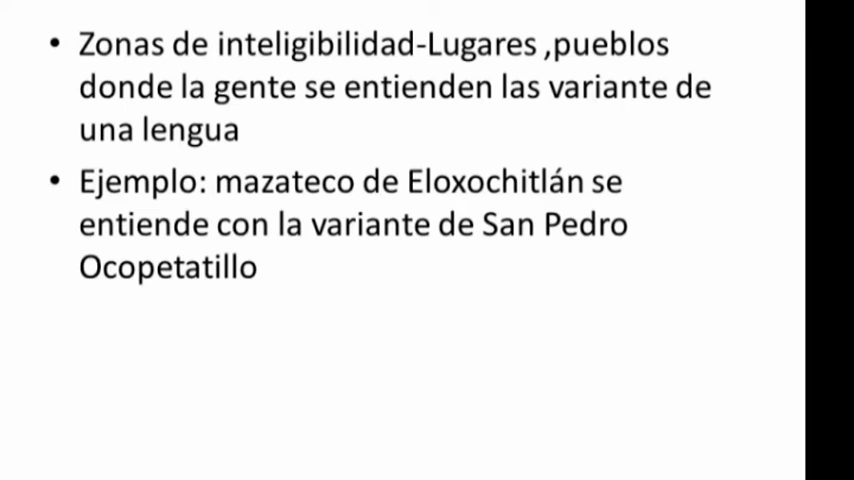 • Zonas de inteligibilidad-Lugares ,pueblos
donde la gente se entienden las variante de
una lengua
• Ejemplo: mazateco de Eloxochitlán se
entiende con la variante de San Pedro
Ocopetatillo